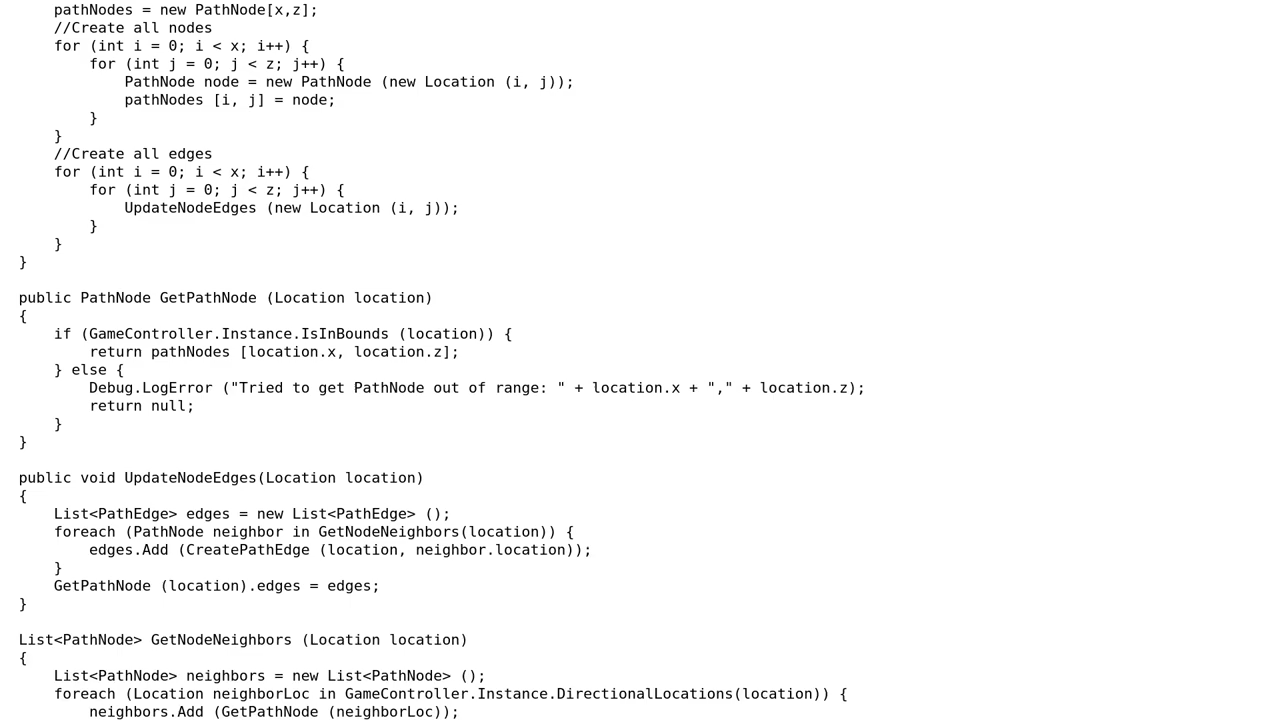 pathNodes = new PathNode[x,z];
//Create all nodes
for (int i = 0; i < x; i++) {
for (int j = 0; j < z; j++) {
PathNode node = new PathNode (new Location (i, j));
pathNodes [i, j] = node;
}
}
//Create all edges
for (int i = 0; i < x; i++) {
for (int j = 0; j < z; j++) {
UpdateNodeEdges (new Location (i, j));
}
}
}
public PathNode GetPathNode (Location location)
{
if (GameController.Instance.IsInBounds (location)) {
return pathNodes [location.x, location.z];
} else {
Debug.LogError ("Tried to get PathNode out of range: " + location.x + "," + location.z);
return null;
}
}
public void UpdateNodeEdges(Location location)
{
List<PathEdge> edges = new List<PathEdge> ();
foreach (PathNode neighbor in GetNodeNeighbors(location)) {
edges.Add (CreatePathEdge (location, neighbor.location));
}
GetPathNode (location).edges = edges;
}
List<PathNode> GetNodeNeighbors (Location location)
{
List<PathNode> neighbors = new List<PathNode> ();
foreach (Location neighborLoc in GameController.Instance.DirectionalLocations(location)) {
neighbors.Add (GetPathNode (neighborLoc));